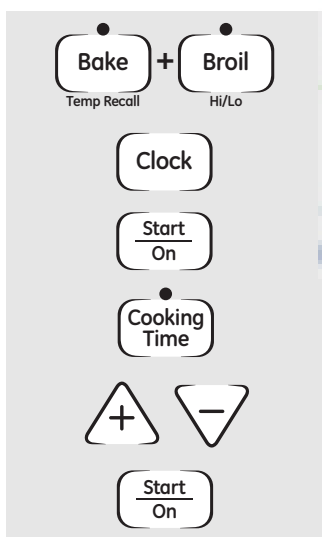 Bake + Broil
Temp Recall Hi/Lo
Clock
Start
On
Cooking
Time
+ −
Start
On